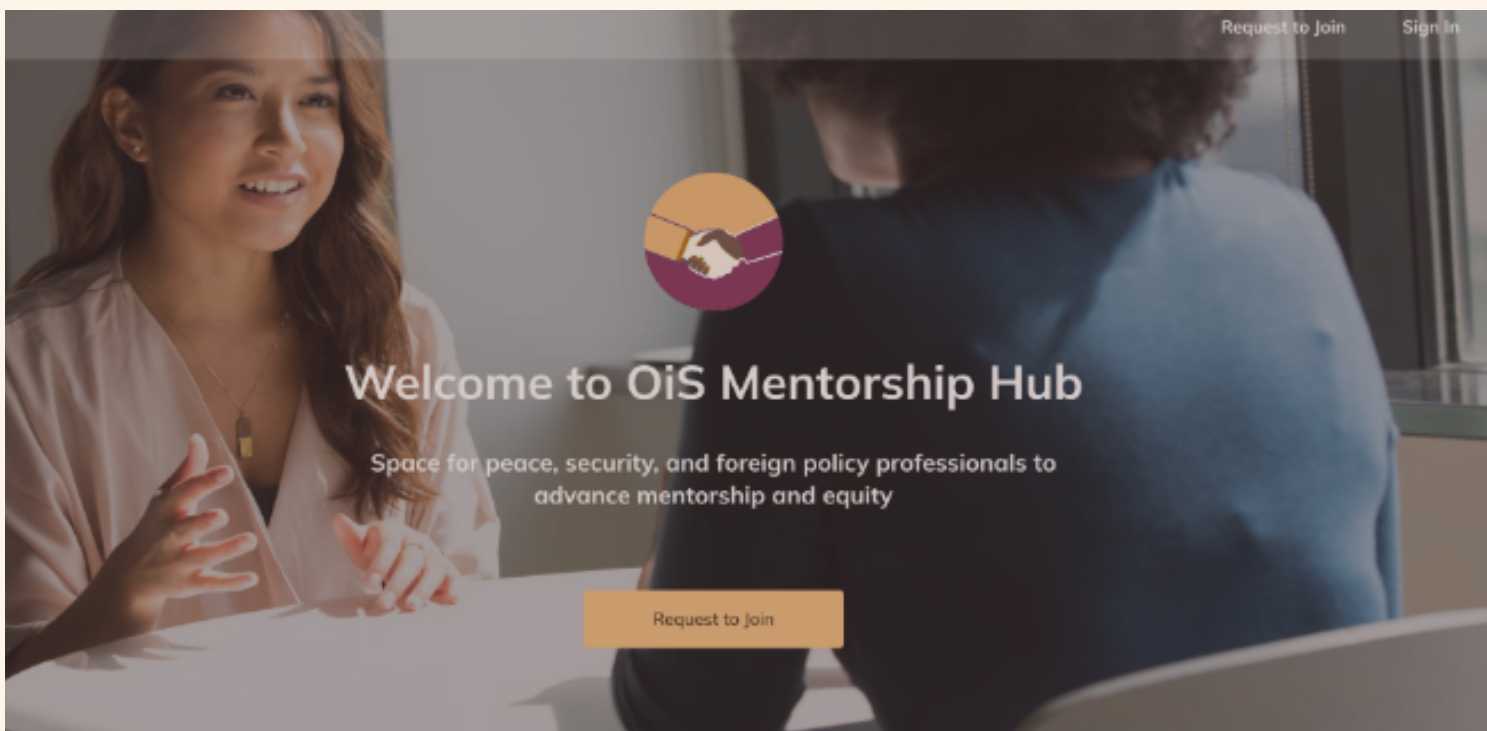 Request to Join Sign In
Welcome to OiS Mentorship Hub
Space for peace, security, and foreign policy professionals to
advance mentorship and equity
Request to Join